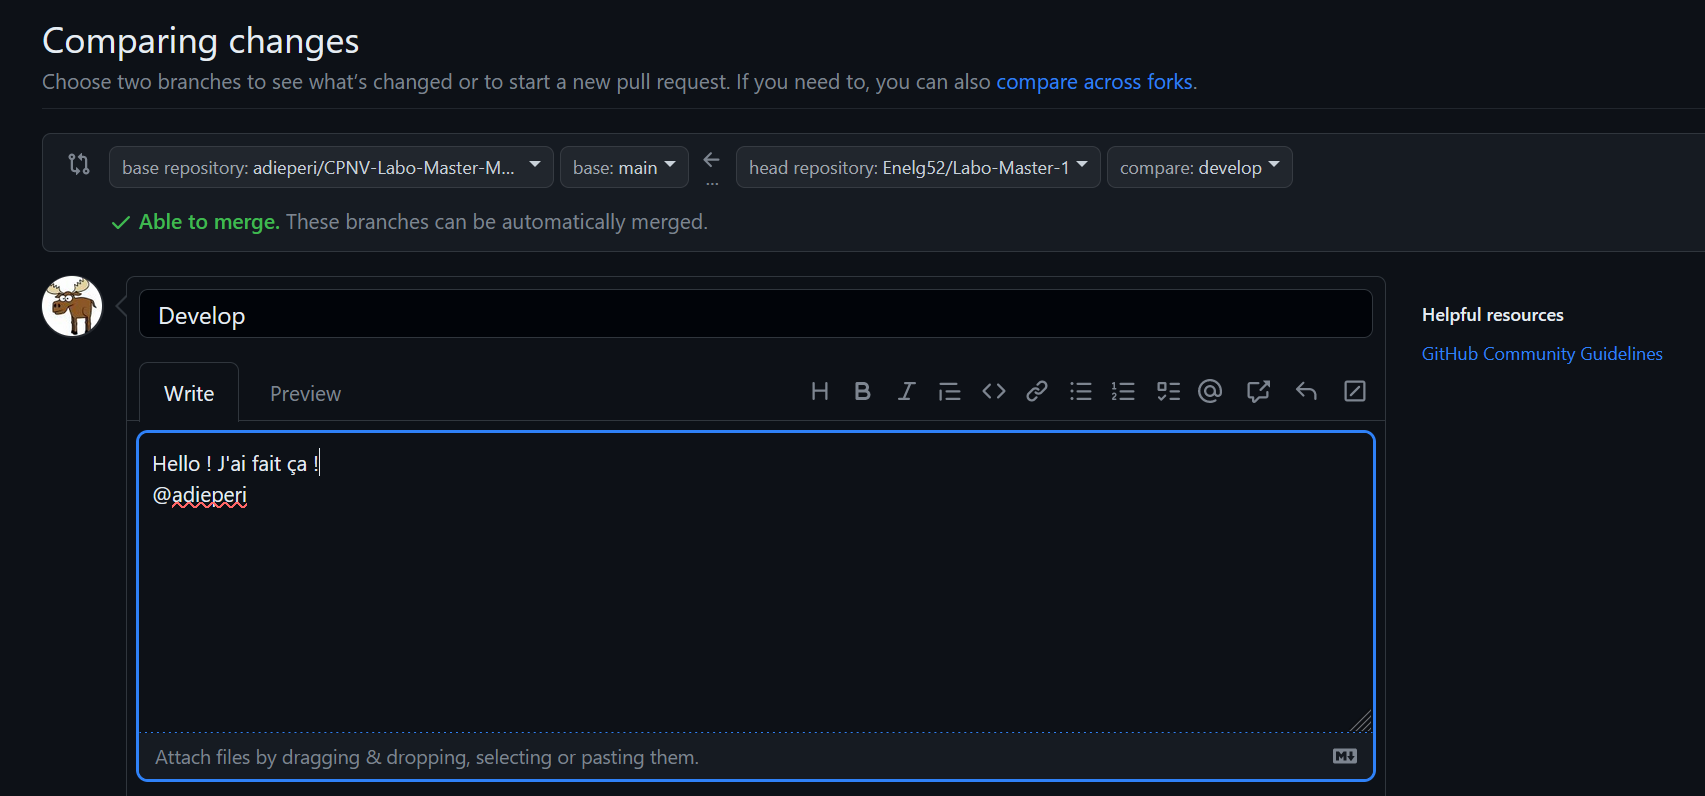 Comparing changes
Choose two branches to see what’s changed or to start a new pull request. If you need to, you can also compare across forks.
base repository: adieperi/CPNV-Labo-Master-M... base: main ... head repository: Enelg52/Labo-Master-1 compare: develop
Able to merge. These branches can be automatically merged.
Develop
Helpful resources
GitHub Community Guidelines
Write Preview
Hello ! J'ai fait ça !
@adieperi
Attach files by dragging & dropping, selecting or pasting them.